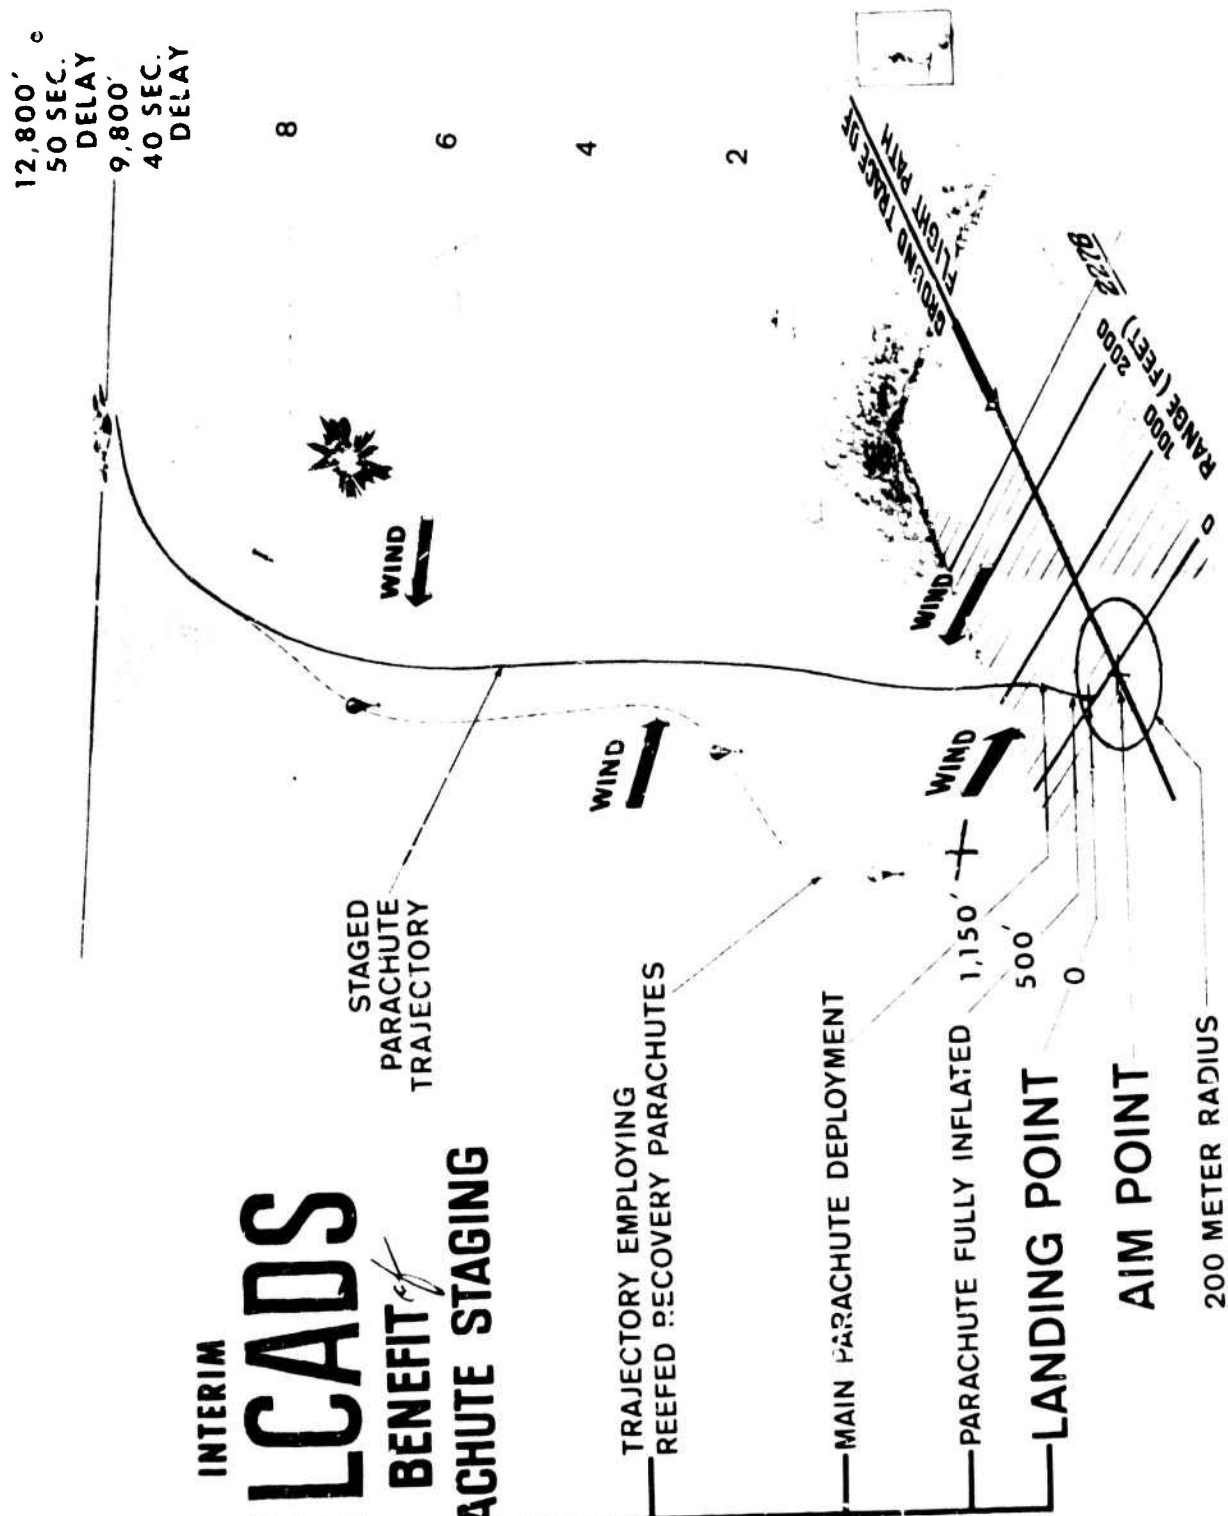 INTERIM
LCADS
BENEFIT
ACHUTE STAGING
12,800'
50 SEC.
DELAY
9,800'
40 SEC.
DELAY
8
6
4
2
STAGED
PARACHUTE
TRAJECTORY
WIND
WIND
WIND
WIND
TRAJECTORY EMPLOYING
REEFED RECOVERY PARACHUTES
MAIN PARACHUTE DEPLOYMENT
1,150'
PARACHUTE FULLY INFLATED
500'
LANDING POINT
0
AIM POINT
200 METER RADIUS
GROUND TRACE OF
FLIGHT PATH
2278
2000
1000
0
RANGE (FEET)